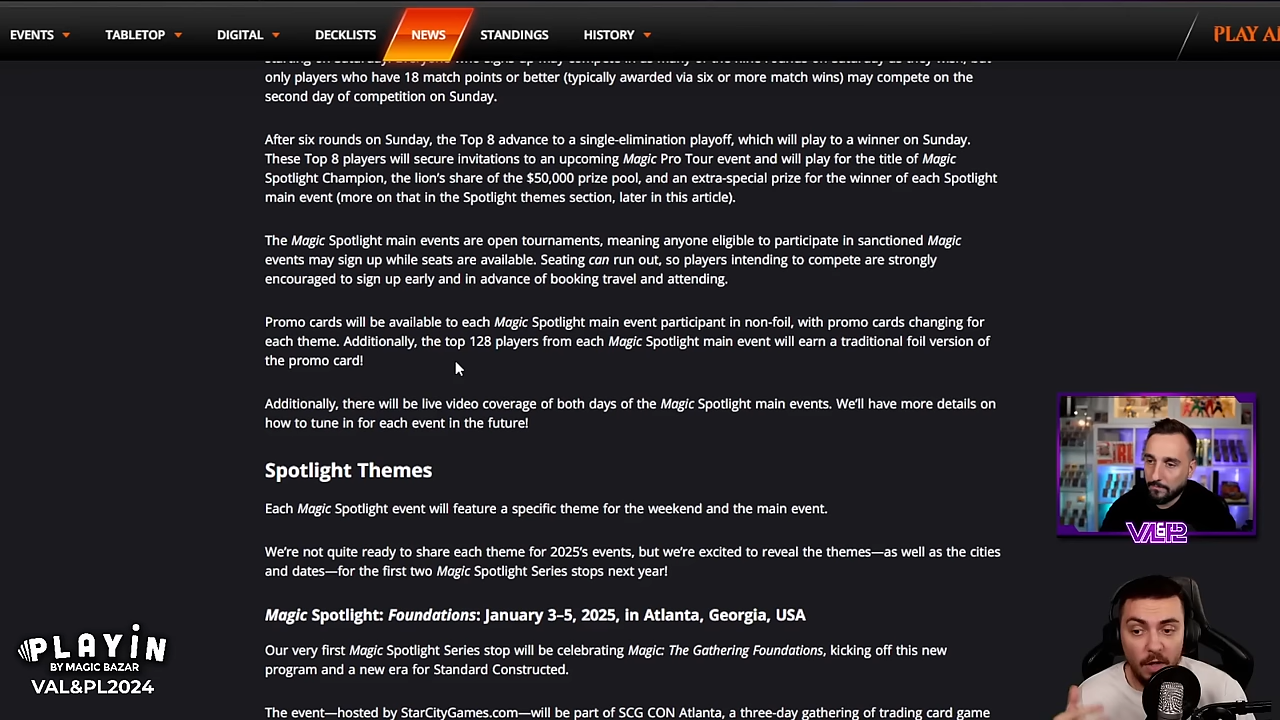 EVENTS
TABLETOP
DIGITAL
DECKLISTS
NEWS
STANDINGS
HISTORY
PLAY
only players who have 18 match points or better (typically awarded via six or more match wins) may compete on the
second day of competition on Sunday.
After six rounds on Sunday, the Top 8 advance to a single-elimination playoff, which will play to a winner on Sunday.
These Top 8 players will secure invitations to an upcoming Magic Pro Tour event and will play for the title of Magic
Spotlight Champion, the lion's share of the $50,000 prize pool, and an extra-special prize for the winner of each Spotlight
main event (more on that in the Spotlight themes section, later in this article).
The Magic Spotlight main events are open tournaments, meaning anyone eligible to participate in sanctioned Magic
events may sign up while seats are available. Seating can run out, so players intending to compete are strongly
encouraged to sign up early and in advance of booking travel and attending.
Promo cards will be available to each Magic Spotlight main event participant in non-foil, with promo cards changing for
each theme. Additionally, the top 128 players from each Magic Spotlight main event will earn a traditional foil version of
the promo card!
Additionally, there will be live video coverage of both days of the Magic Spotlight main events. We'll have more details on
how to tune in for each event in the future!
Spotlight Themes
Each Magic Spotlight event will feature a specific theme for the weekend and the main event.
We're not quite ready to share each theme for 2025's events, but we're excited to reveal the themes—as well as the cities
and dates—for the first two Magic Spotlight Series stops next year!
Magic Spotlight: Foundations: January 3–5, 2025, in Atlanta, Georgia, USA
Our very first Magic Spotlight Series stop will be celebrating Magic: The Gathering Foundations, kicking off this new
program and a new era for Standard Constructed.
The event—hosted by StarCityGames.com—will be part of SCG CON Atlanta, a three-day gathering of trading card game
VAL&PL
PLAYIN
BY MAGIC BAZAR
VAL&PL2024